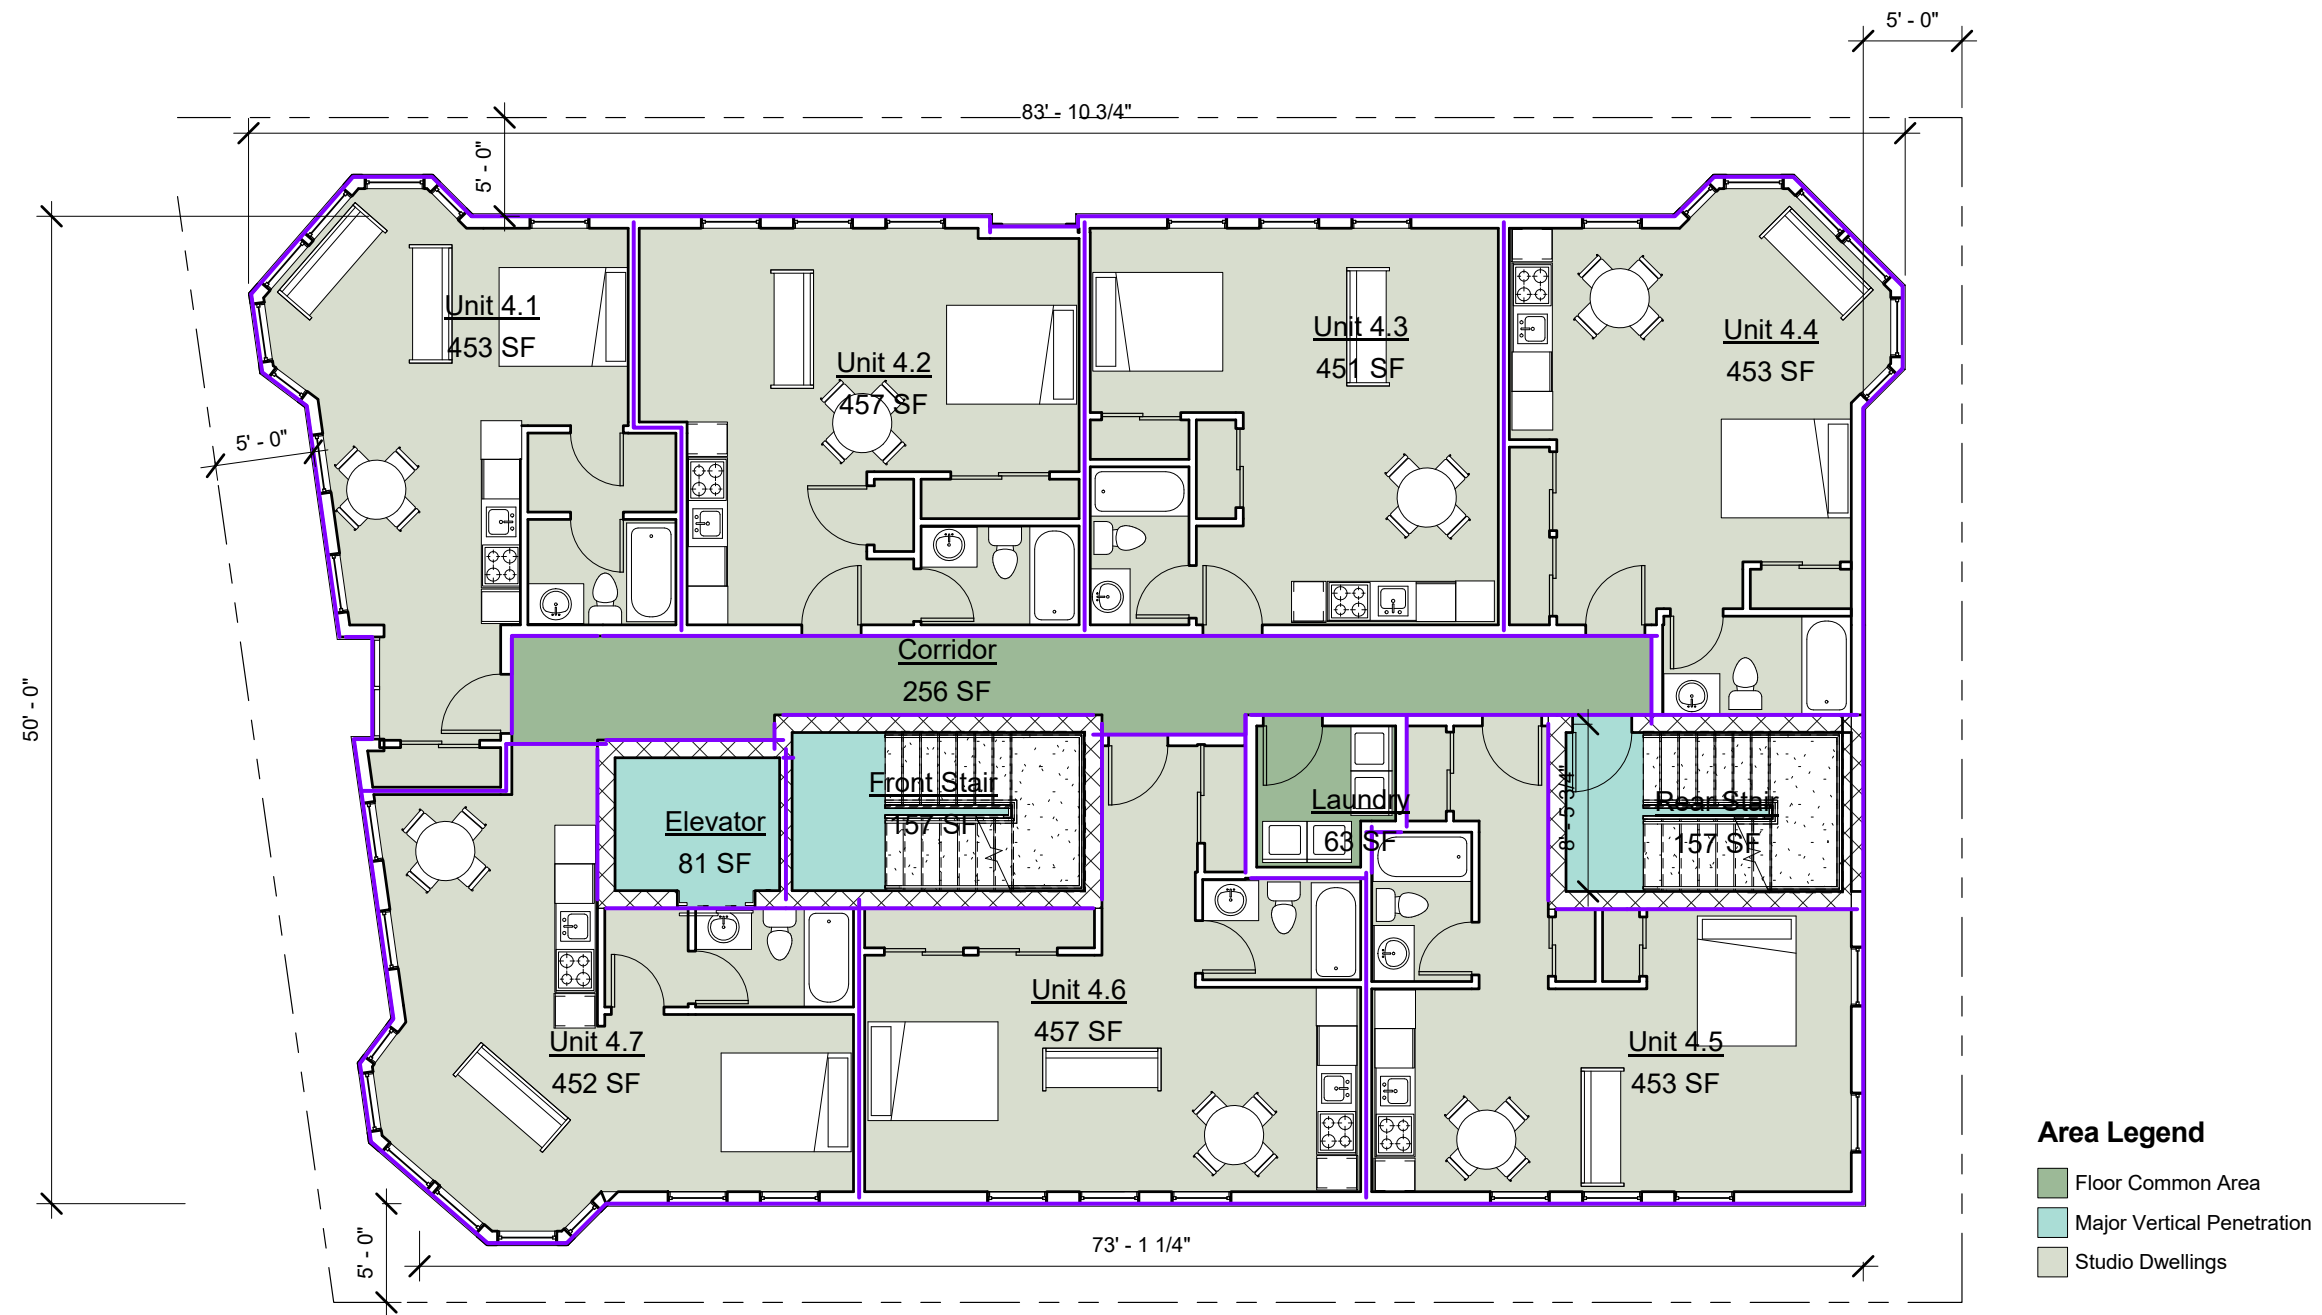 5' - 0"
83' - 10 3/4"
5' - 0"
Unit 4.1
453 SF
Unit 4.2
457 SF
Unit 4.3
451 SF
Unit 4.4
453 SF
5' - 0"
Corridor
256 SF
50' - 0"
Elevator
81 SF
Front Stair
157 SF
Laundry
63 SF
8' - 5 3/4"
Rear Stair
157 SF
Unit 4.7
452 SF
Unit 4.6
457 SF
Unit 4.5
453 SF
5' - 0"
73' - 1 1/4"
Area Legend
Floor Common Area
Major Vertical Penetration
Studio Dwellings